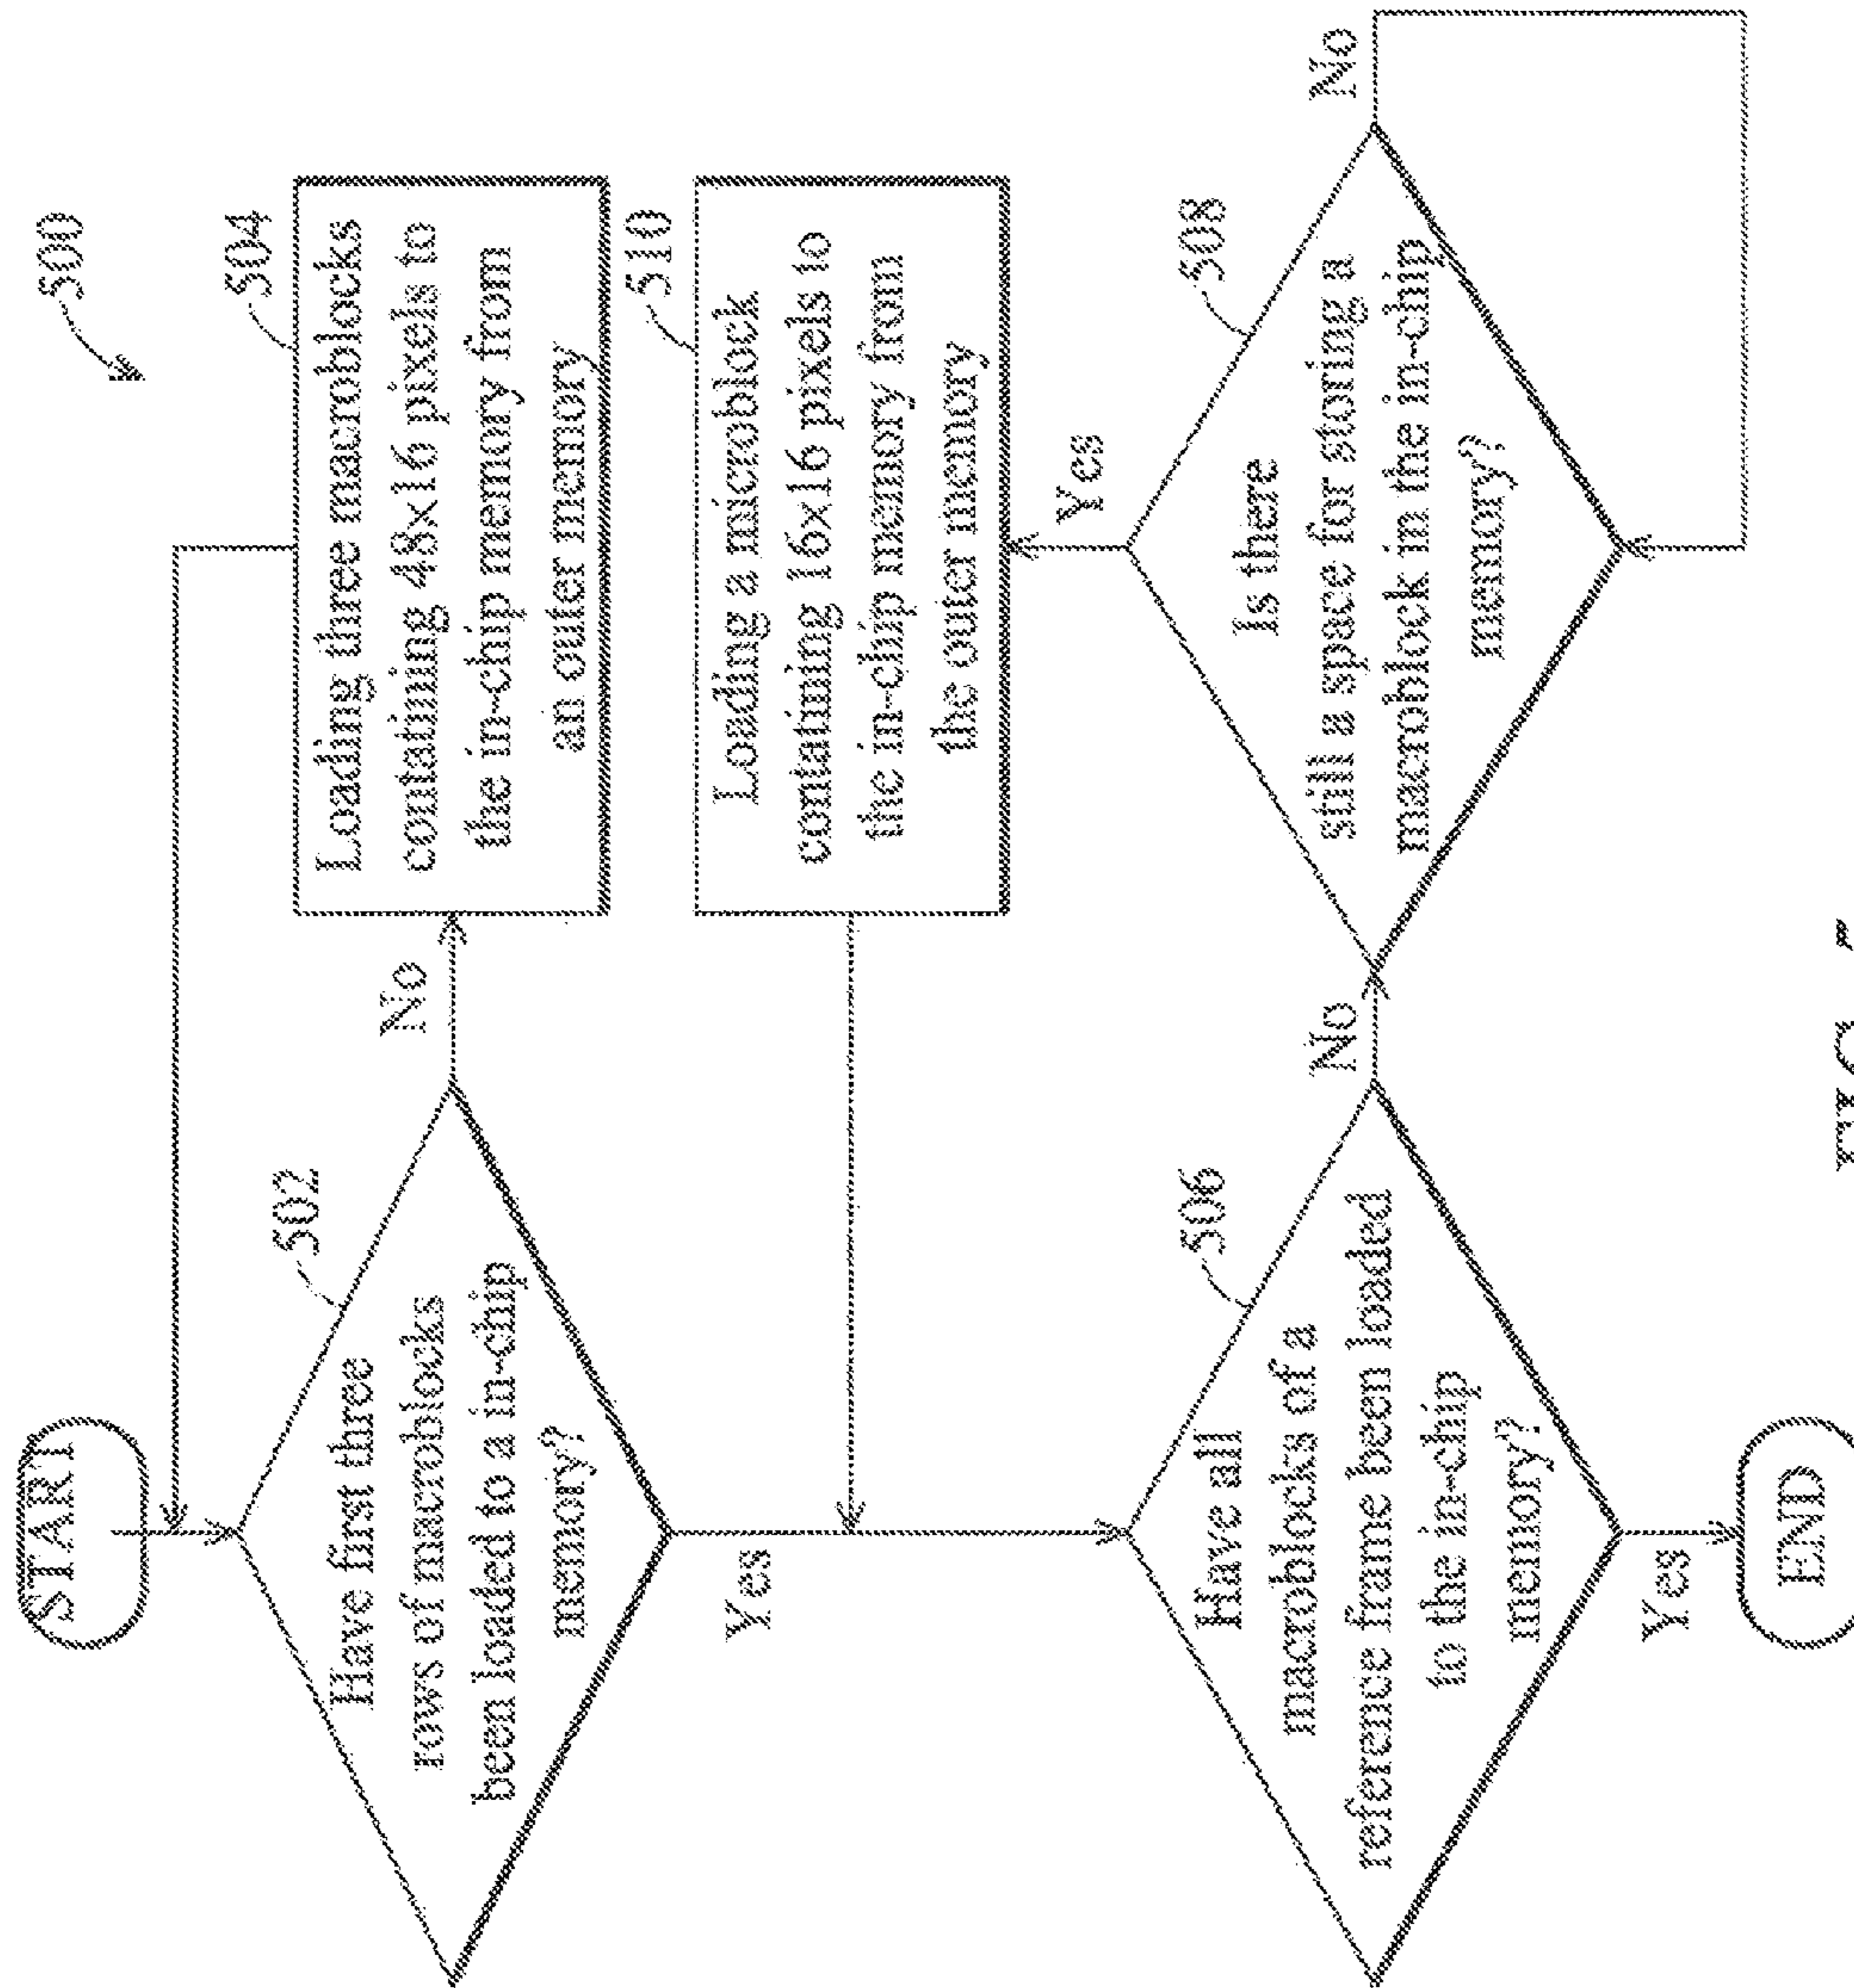 500
START
502
Have first three
rows of macroblocks
been loaded to a in-chip
memory?
No
504
Loading three macroblocks
containing 48x16 pixels to
the in-chip memory from
an outer memory
Yes
510
Loading a microblock
containing 16x16 pixels to
the in-chip memory from
the outer memory
506
Have all
macroblocks of a
reference frame been loaded
to the in-chip
memory?
No
508
Is there
still a space for storing a
macroblock in the in-chip
memory?
Yes
No
Yes
END